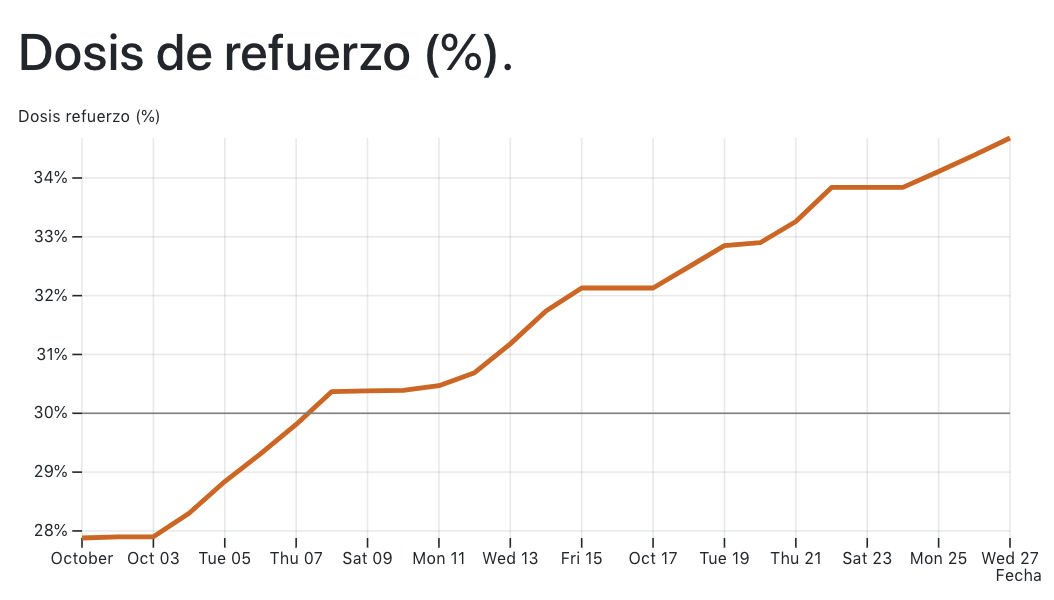 Dosis de refuerzo (%).
Dosis refuerzo (%)
34%
33%
32%
31%
30%
29%
28%
October Oct 03 Tue 05 Thu 07 Sat 09 Mon 11 Wed 13 Fri 15 Oct 17 Tue 19 Thu 21 Sat 23 Mon 25 Wed 27
Fecha